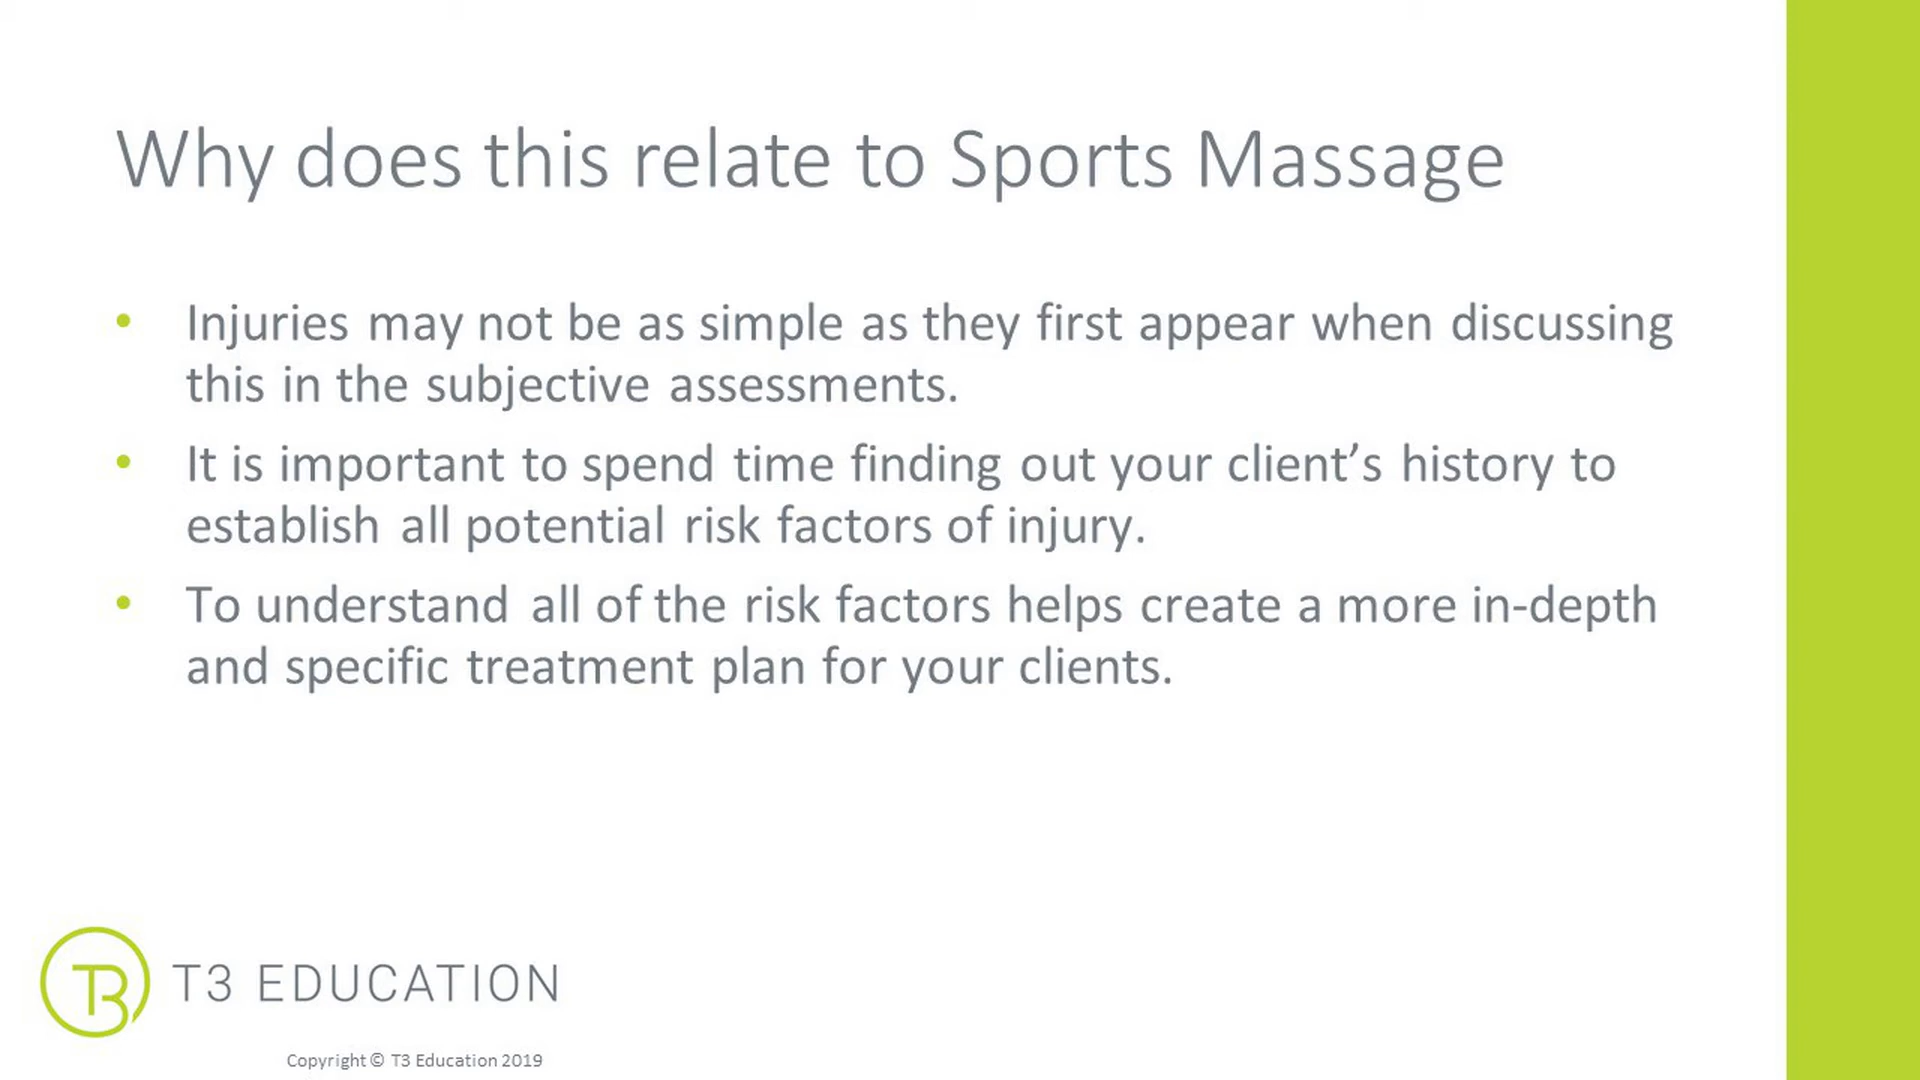 Why does this relate to Sports Massage
• Injuries may not be as simple as they first appear when discussing
this in the subjective assessments.
• It is important to spend time finding out your client’s history to
establish all potential risk factors of injury.
• To understand all of the risk factors helps create a more in-depth
and specific treatment plan for your clients.
T3 T3 EDUCATION
Copyright © T3 Education 2019